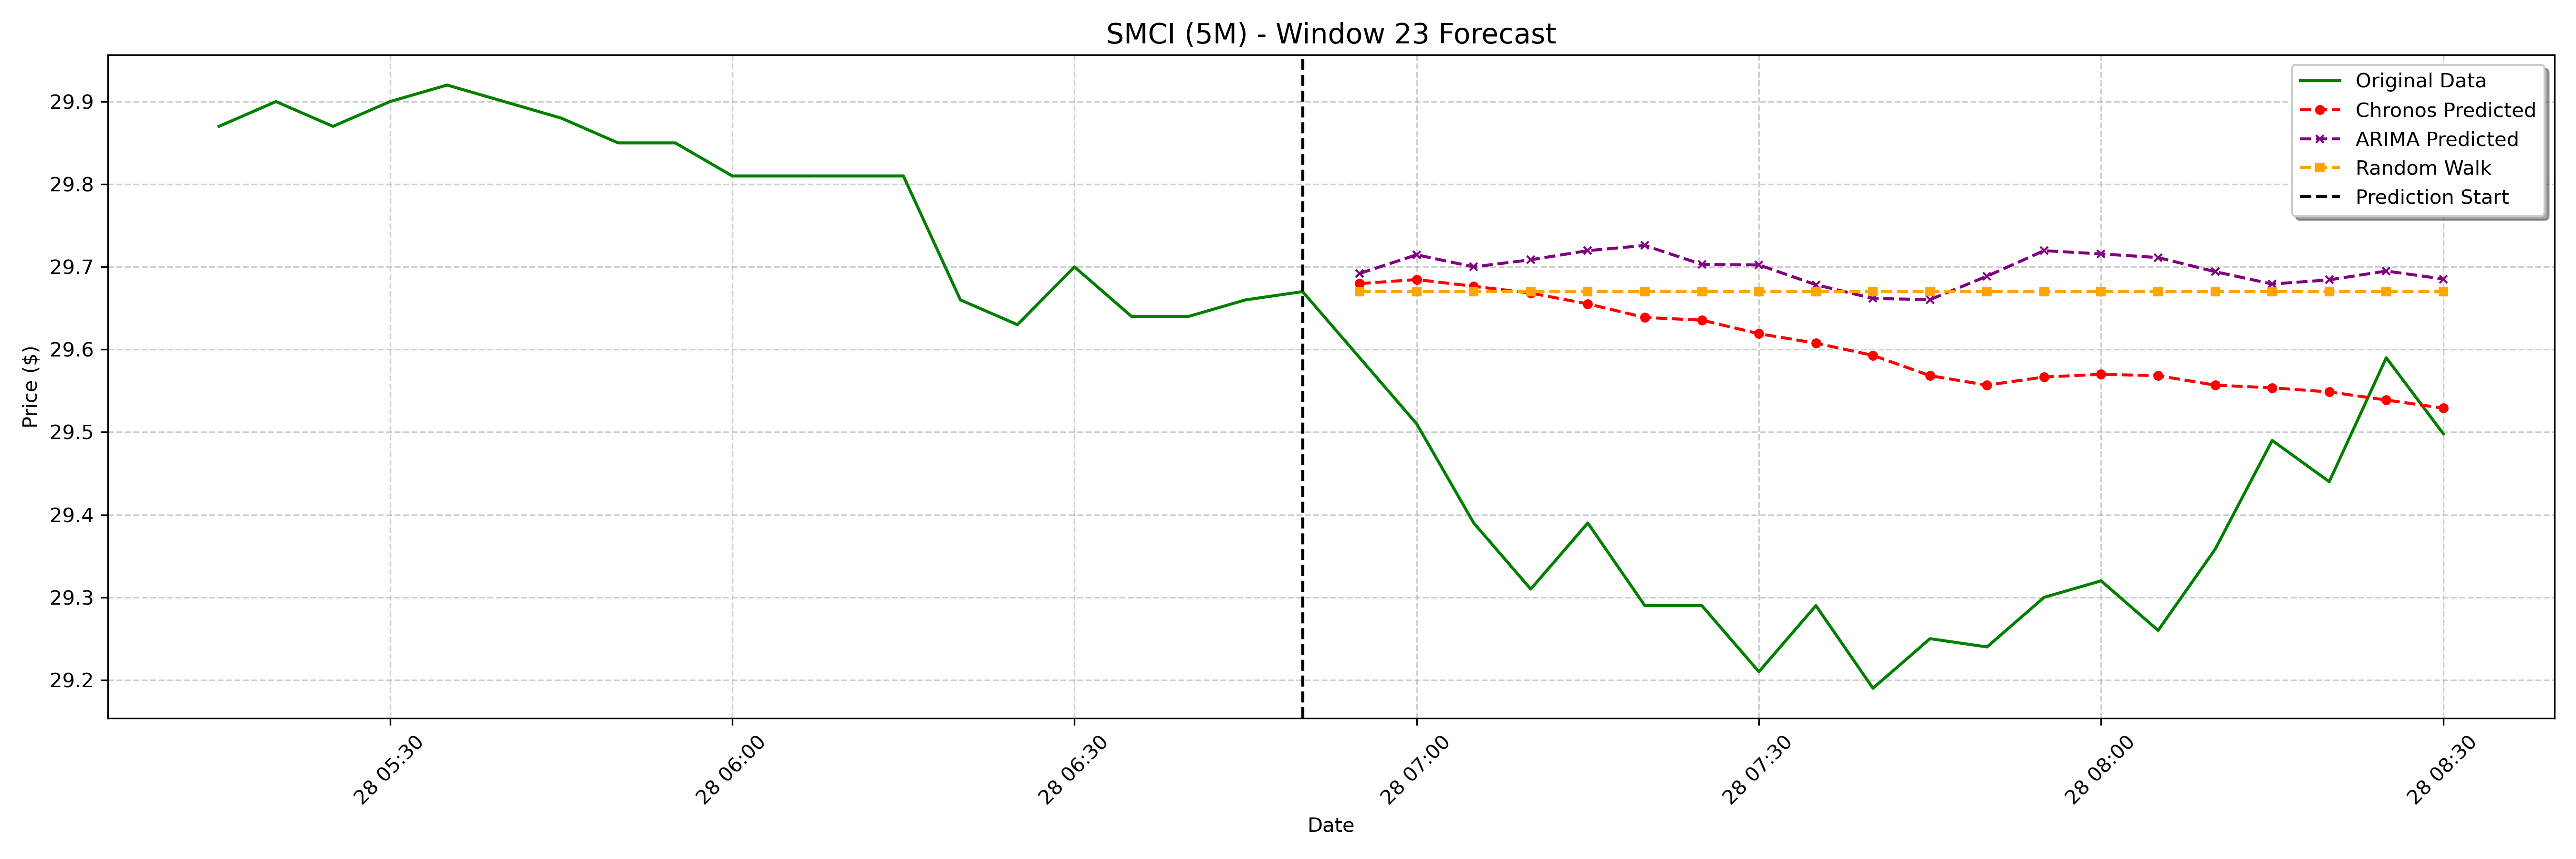 SMCI (5M) - Window 23 Forecast
Original Data
Chronos Predicted
ARIMA Predicted
Random Walk
Prediction Start
Price ($)
29.9
29.8
29.7
29.6
29.5
29.4
29.3
29.2
28 05:30
28 06:00
28 06:30
28 07:00
28 07:30
28 08:00
28 08:30
Date